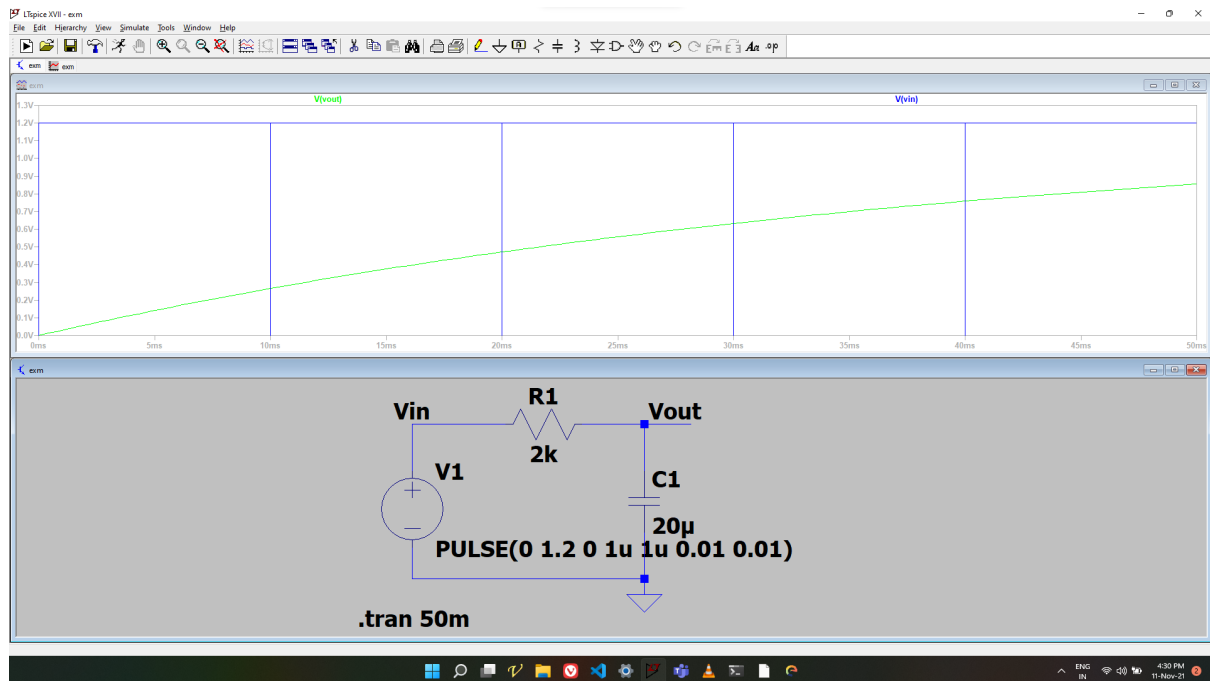 LTspice XVII - exm
File Edit Hierarchy View Simulate Tools Window Help
exm exm
exm
V(vout) V(vin)
1.3V
1.2V
1.1V
1.0V
0.9V
0.8V
0.7V
0.6V
0.5V
0.4V
0.3V
0.2V
0.1V
0.0V
0ms 5ms 10ms 15ms 20ms 25ms 30ms 35ms 40ms 45ms 50ms
exm
R1
Vin Vout
2k
V1
C1
20µ
PULSE(0 1.2 0 1u 1u 0.01 0.01)
.tran 50m
ENG 4:30 PM
IN 11-Nov-21 2